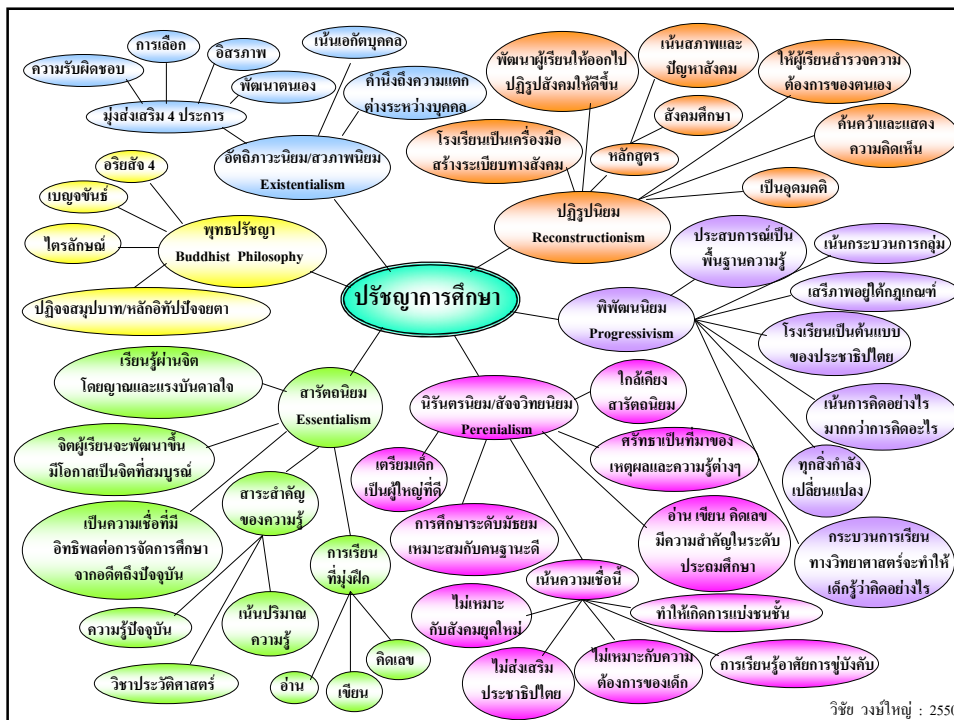 ปรัชญาการศึกษา
อัตถิภาวะนิยม/สวภาพนิยม
Existentialism
มุ่งส่งเสริม 4 ประการ
ความรับผิดชอบ
การเลือก
อิสรภาพ
พัฒนาตนเอง
เน้นเอกัตบุคคล
คำนึงถึงความแตก
ต่างระหว่างบุคคล
ปฏิรูปนิยม
Reconstructionism
โรงเรียนเป็นเครื่องมือ
สร้างระเบียบทางสังคม
พัฒนาผู้เรียนให้ออกไป
ปฏิรูปสังคมให้ดีขึ้น
หลักสูตร
เน้นสภาพและ
ปัญหาสังคม
สังคมศึกษา
ให้ผู้เรียนสำรวจความ
ต้องการของตนเอง
ค้นคว้าและแสดง
ความคิดเห็น
เป็นอุดมคติ
พุทธปรัชญา
Buddhist Philosophy
อริยสัจ 4
เบญจขันธ์
ไตรลักษณ์
ปฏิจจสมุปบาท/หลักอิทัปปัจจยตา
พิพัฒนนิยม
Progressivism
ประสบการณ์เป็น
พื้นฐานความรู้
เน้นกระบวนการกลุ่ม
เสรีภาพอยู่ใต้กฎเกณฑ์
โรงเรียนเป็นต้นแบบ
ของประชาธิปไตย
เน้นการคิดอย่างไร
มากกว่าการคิดอะไร
ทุกสิ่งกำลัง
เปลี่ยนแปลง
กระบวนการเรียน
ทางวิทยาศาสตร์จะทำให้
เด็กรู้ว่าคิดอย่างไร
สารัตถนิยม
Essentialism
เรียนรู้ผ่านจิต
โดยญาณและแรงบันดาลใจ
จิตผู้เรียนจะพัฒนาขึ้น
มีโอกาสเป็นจิตที่สมบูรณ์
เป็นความเชื่อที่มี
อิทธิพลต่อการจัดการศึกษา
จากอดีตถึงปัจจุบัน
สาระสำคัญ
ของความรู้
ความรู้ปัจจุบัน
วิชาประวัติศาสตร์
เน้นปริมาณ
ความรู้
การเรียน
ที่มุ่งฝึก
อ่าน
เขียน
คิดเลข
นิรันตรนิยม/สัจจวิทยนิยม
Perenialism
ใกล้เคียง
สารัตถนิยม
ศรัทธาเป็นที่มาของ
เหตุผลและความรู้ต่างๆ
เตรียมเด็ก
เป็นผู้ใหญ่ที่ดี
การศึกษาระดับมัธยม
เหมาะสมกับคนฐานะดี
อ่าน เขียน คิดเลข
มีความสำคัญในระดับ
ประถมศึกษา
เน้นความเชื่อนี้
ไม่เหมาะ
กับสังคมยุคใหม่
ทำให้เกิดการแบ่งชนชั้น
ไม่ส่งเสริม
ประชาธิปไตย
ไม่เหมาะกับความ
ต้องการของเด็ก
การเรียนรู้อาศัยการขู่บังคับ
วิชัย วงษ์ใหญ่ : 2550